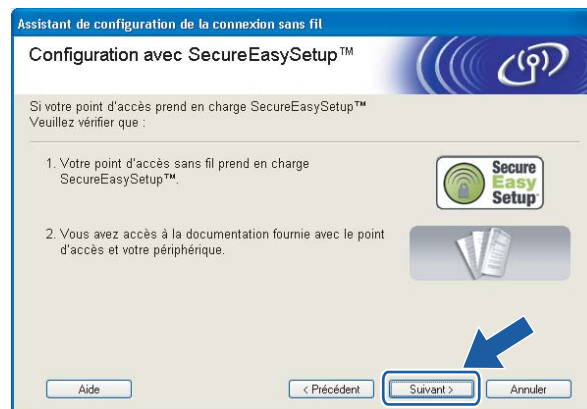 Assistant de configuration de la connexion sans fil
Configuration avec SecureEasySetup™
Si votre point d'accès prend en charge SecureEasySetup™
Veuillez vérifier que :
1. Votre point d'accès sans fil prend en charge
SecureEasySetup™.
Secure
Easy
Setup
2. Vous avez accès à la documentation fournie avec le point
d'accès et votre périphérique.
Aide
< Précédent
Suivant >
Annuler